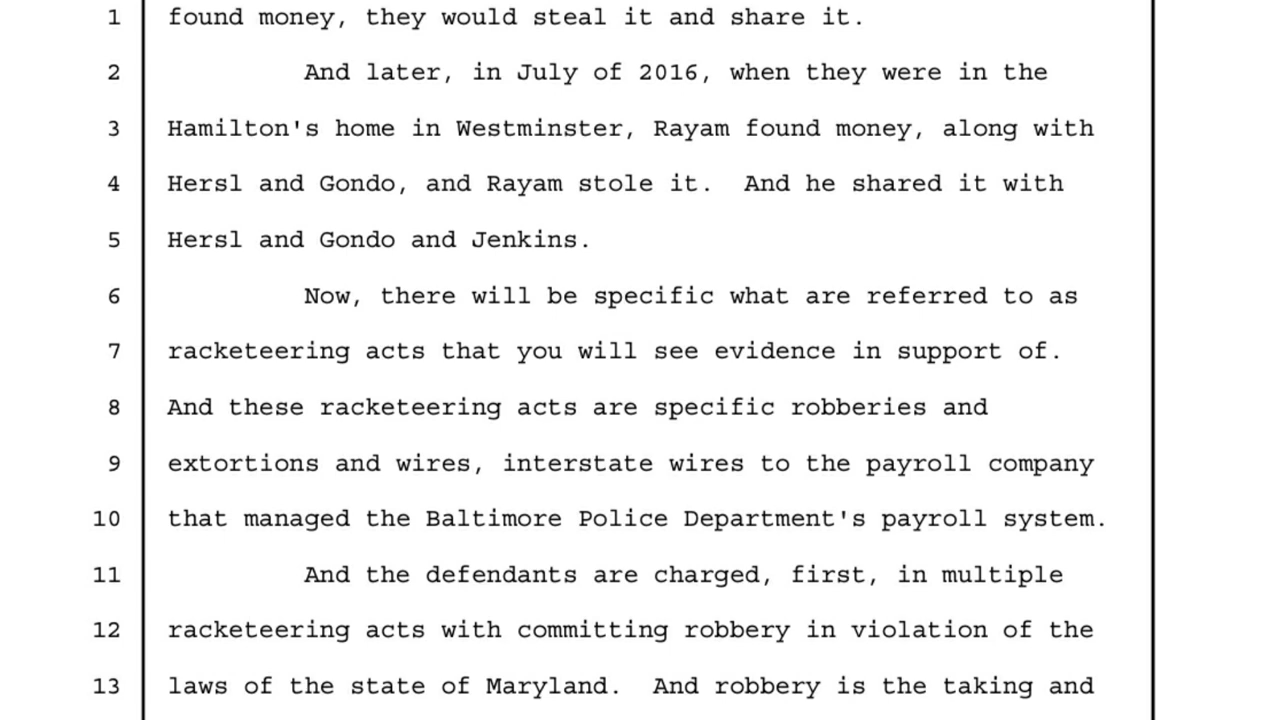 1 found money, they would steal it and share it.
2 And later, in July of 2016, when they were in the
3 Hamilton's home in Westminster, Rayam found money, along with
4 Hersl and Gondo, and Rayam stole it.  And he shared it with
5 Hersl and Gondo and Jenkins.
6 Now, there will be specific what are referred to as
7 racketeering acts that you will see evidence in support of.
8 And these racketeering acts are specific robberies and
9 extortions and wires, interstate wires to the payroll company
10 that managed the Baltimore Police Department's payroll system.
11 And the defendants are charged, first, in multiple
12 racketeering acts with committing robbery in violation of the
13 laws of the state of Maryland.  And robbery is the taking and